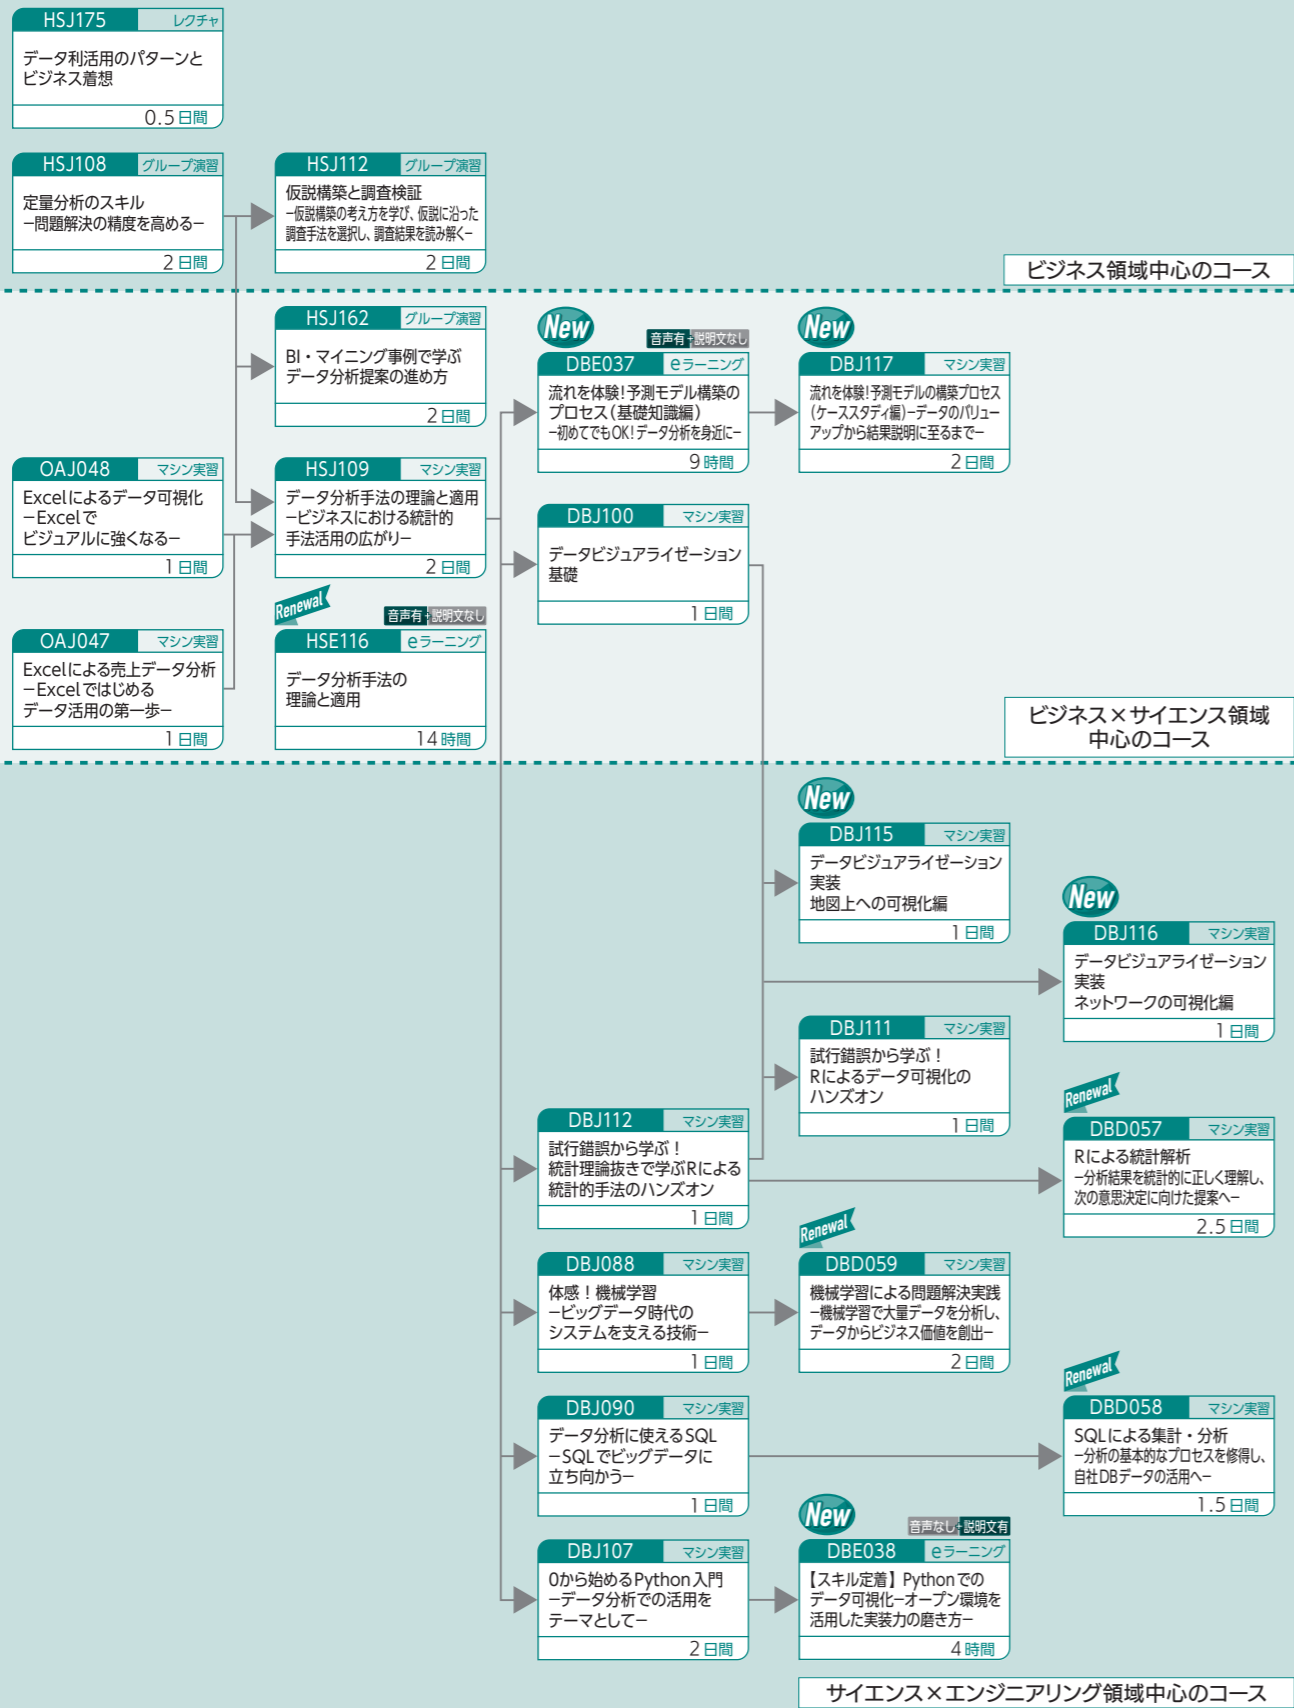 HSJ175 レクチャ
データ利活用のパターンと
ビジネス着想
0.5日間
HSJ108 グループ演習
定量分析のスキル
−問題解決の精度を高める−
2日間
HSJ112 グループ演習
仮説構築と調査検証
−仮説構築の考え方を学び、仮説に沿った
調査手法を選択し、調査結果を読み解く−
2日間
ビジネス領域中心のコース
HSJ162 グループ演習
BI・マイニング事例で学ぶ
データ分析提案の進め方
2日間
New
音声有+説明文なし
DBE037 eラーニング
流れを体験!予測モデル構築の
プロセス(基礎知識編)
−初めてでもOK!データ分析を身近に−
9時間
New
DBJ117 マシン実習
流れを体験!予測モデルの構築プロセス
(ケーススタディ編)−データのバリュー
アップから結果説明に至るまで−
2日間
OAJ048 マシン実習
Excelによるデータ可視化
−Excelで
ビジュアルに強くなる−
1日間
HSJ109 マシン実習
データ分析手法の理論と適用
−ビジネスにおける統計的
手法活用の広がり−
2日間
DBJ100 マシン実習
データビジュアライゼーション
基礎
1日間
OAJ047 マシン実習
Excelによる売上データ分析
−Excelではじめる
データ活用の第一歩−
1日間
Renewal
音声有+説明文なし
HSE116 eラーニング
データ分析手法の
理論と適用
14時間
ビジネス×サイエンス領域
中心のコース
New
DBJ115 マシン実習
データビジュアライゼーション
実装
地図上への可視化編
1日間
New
DBJ116 マシン実習
データビジュアライゼーション
実装
ネットワークの可視化編
1日間
DBJ111 マシン実習
試行錯誤から学ぶ!
Rによるデータ可視化の
ハンズオン
1日間
DBJ112 マシン実習
試行錯誤から学ぶ!
統計理論抜きで学ぶRによる
統計的手法のハンズオン
1日間
Renewal
DBD057 マシン実習
Rによる統計解析
−分析結果を統計的に正しく理解し、
次の意思決定に向けた提案へ−
2.5日間
DBJ088 マシン実習
体感!機械学習
−ビッグデータ時代の
システムを支える技術−
1日間
Renewal
DBD059 マシン実習
機械学習による問題解決実践
−機械学習で大量データを分析し、
データからビジネス価値を創出−
2日間
DBJ090 マシン実習
データ分析に使えるSQL
−SQLでビッグデータに
立ち向かう−
1日間
Renewal
DBD058 マシン実習
SQLによる集計・分析
−分析の基本的なプロセスを修得し、
自社DBデータの活用へ−
1.5日間
DBJ107 マシン実習
0から始めるPython入門
−データ分析での活用を
テーマとして−
2日間
New
音声なし+説明文有
DBE038 eラーニング
【スキル定着】Pythonでの
データ可視化−オープン環境を
活用した実装力の磨き方−
4時間
サイエンス×エンジニアリング領域中心のコース